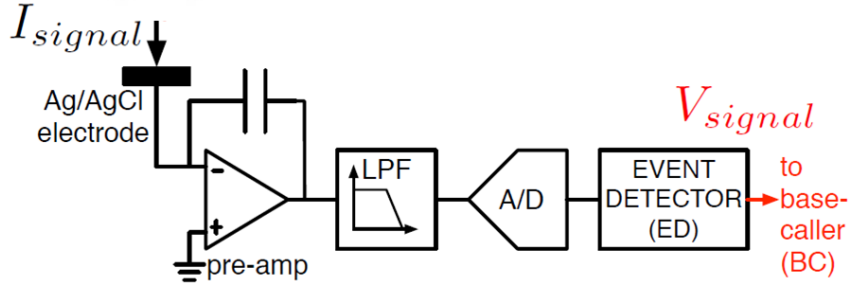 I_signal
Ag/AgCl
electrode
-
+
pre-amp
LPF
A/D
EVENT
DETECTOR
(ED)
V_signal
to
base-
caller
(BC)